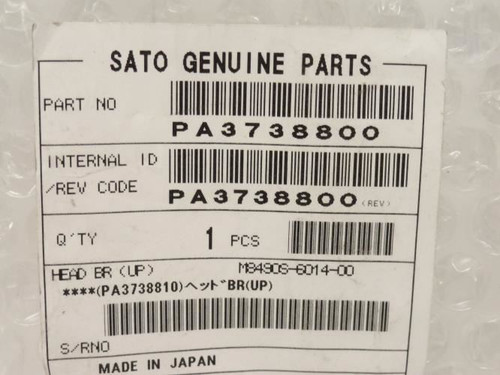 SATO GENUINE PARTS
PART NO
PA3738800
INTERNAL ID
/REV CODE
PA3738800 (REV)
Q'TY 1 PCS
HEAD BR (UP) M8490S-6014-00
****(PA3738810)ヘッドBR(UP)
S/RNO
MADE IN JAPAN